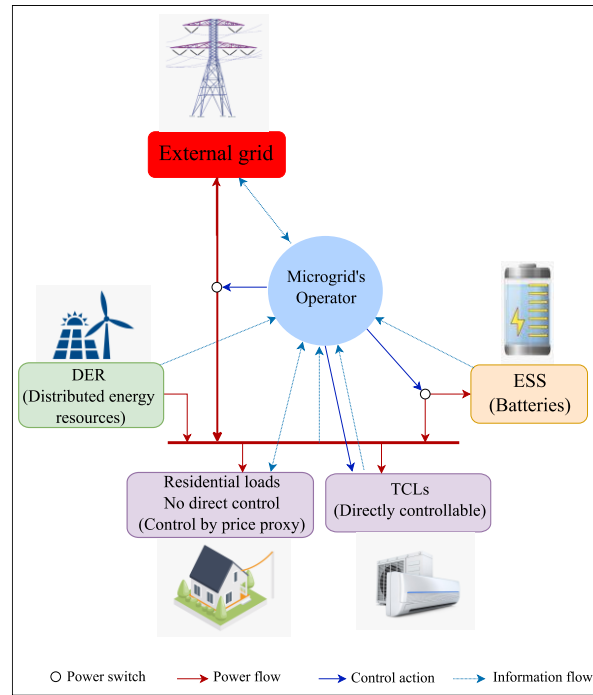 External grid
Microgrid's
Operator
DER
(Distributed energy
resources)
ESS
(Batteries)
Residential loads
No direct control
(Control by price proxy)
TCLs
(Directly controllable)
Power switch
Power flow
Control action
Information flow